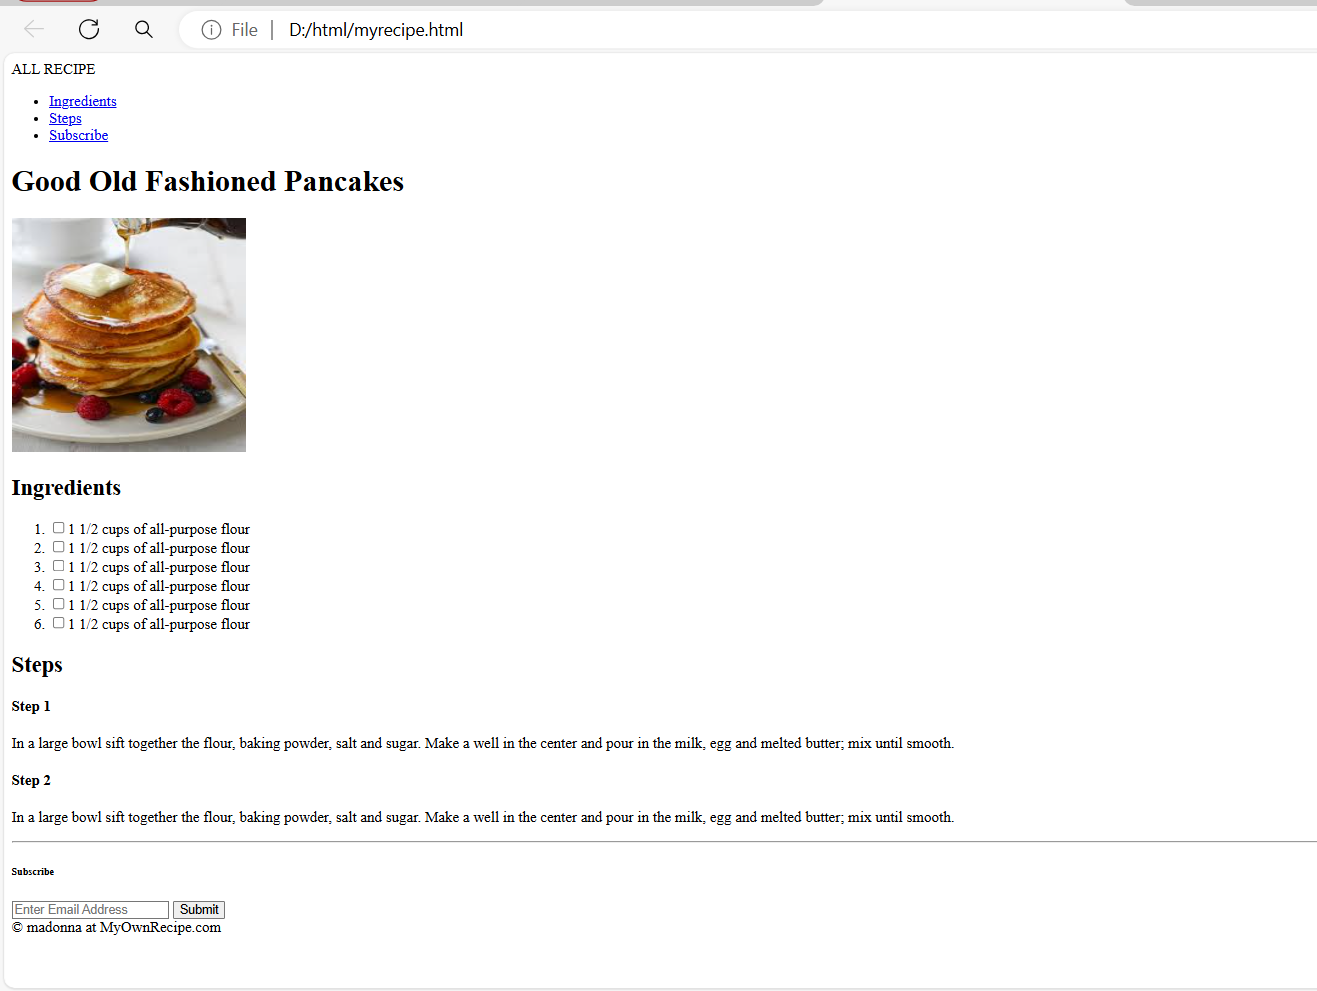 File | D:/html/myrecipe.html
ALL RECIPE
• Ingredients
• Steps
• Subscribe
Good Old Fashioned Pancakes
Ingredients
1. 1 1/2 cups of all-purpose flour
2. 1 1/2 cups of all-purpose flour
3. 1 1/2 cups of all-purpose flour
4. 1 1/2 cups of all-purpose flour
5. 1 1/2 cups of all-purpose flour
6. 1 1/2 cups of all-purpose flour
Steps
Step 1
In a large bowl sift together the flour, baking powder, salt and sugar. Make a well in the center and pour in the milk, egg and melted butter; mix until smooth.
Step 2
In a large bowl sift together the flour, baking powder, salt and sugar. Make a well in the center and pour in the milk, egg and melted butter; mix until smooth.
Subscribe
Enter Email Address Submit
© madonna at MyOwnRecipe.com